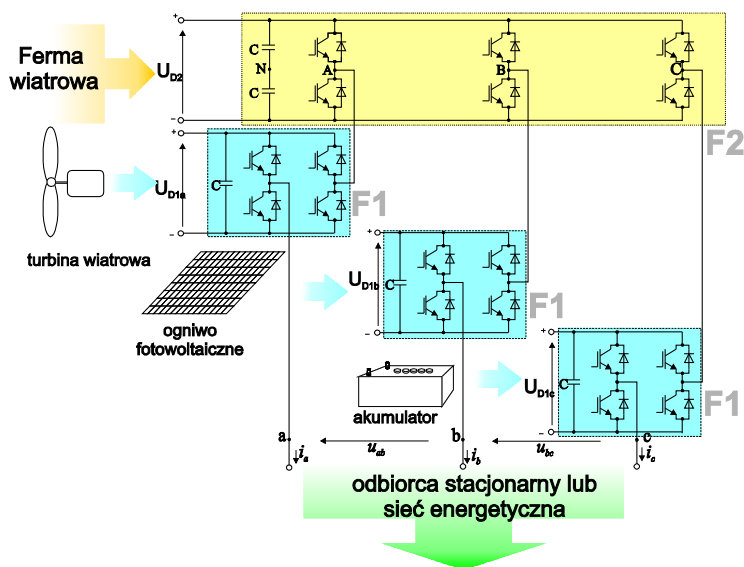 Ferma
wiatrowa
U_D2
+
−
C
N
C
A
B
C
F2
U_D1a
+
−
C
F1
turbina wiatrowa
U_D1b
+
−
C
F1
ogniwo
fotowoltaiczne
akumulator
U_D1c
+
−
C
F1
a
u_ab
b
u_bc
c
i_a
i_b
i_c
odbiorca stacjonarny lub
sieć energetyczna